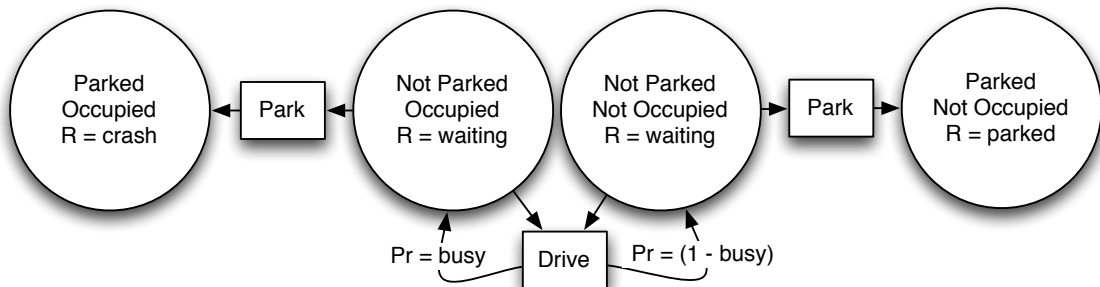 Parked
Occupied
R = crash
Park
Not Parked
Occupied
R = waiting
Not Parked
Not Occupied
R = waiting
Park
Parked
Not Occupied
R = parked
Pr = busy
Drive
Pr = (1 - busy)